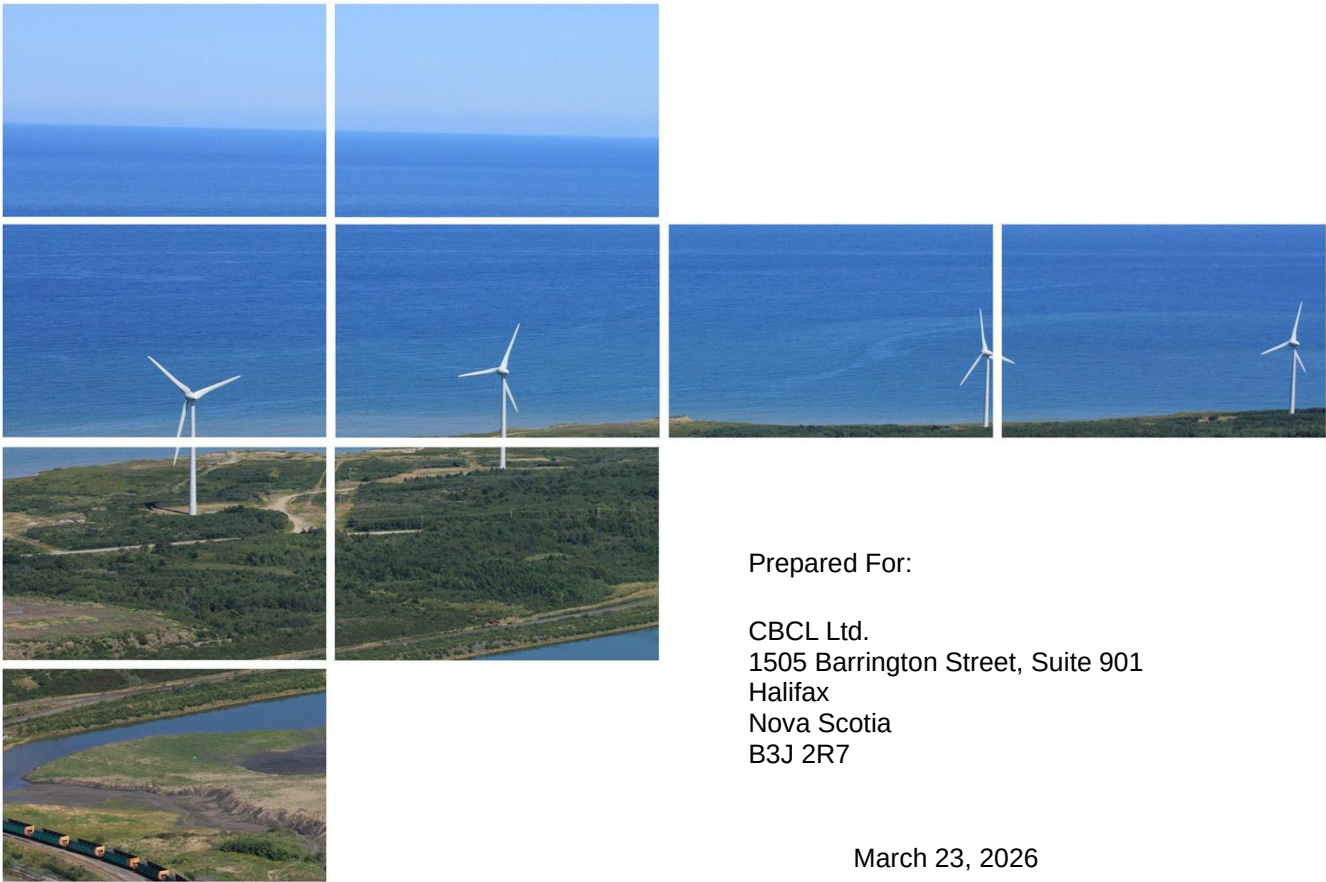 Prepared For:
CBCL Ltd.
1505 Barrington Street, Suite 901
Halifax
Nova Scotia
B3J 2R7
March 23, 2026